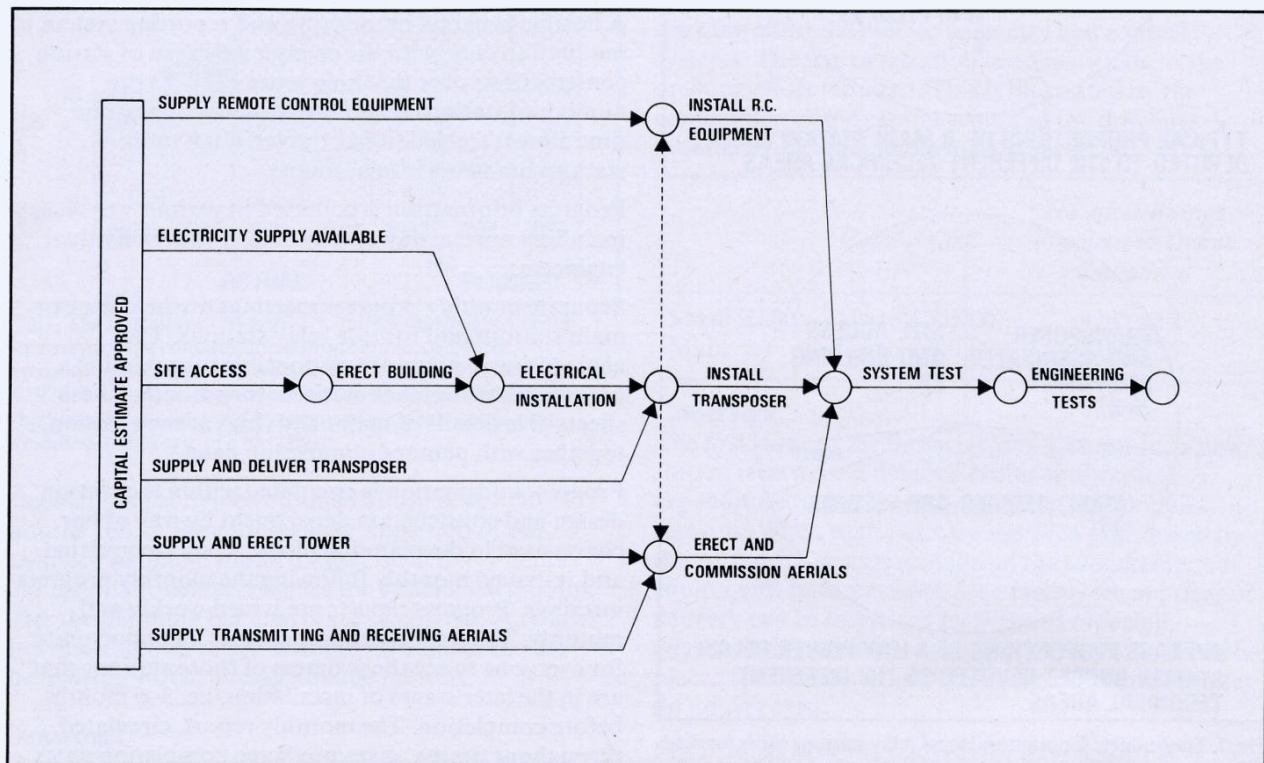 CAPITAL ESTIMATE APPROVED
SUPPLY REMOTE CONTROL EQUIPMENT
INSTALL R.C.
EQUIPMENT
ELECTRICITY SUPPLY AVAILABLE
SITE ACCESS
ERECT BUILDING
ELECTRICAL
INSTALLATION
INSTALL
TRANSPOSER
SYSTEM TEST
ENGINEERING
TESTS
SUPPLY AND DELIVER TRANSPOSER
SUPPLY AND ERECT TOWER
ERECT AND
COMMISSION AERIALS
SUPPLY TRANSMITTING AND RECEIVING AERIALS